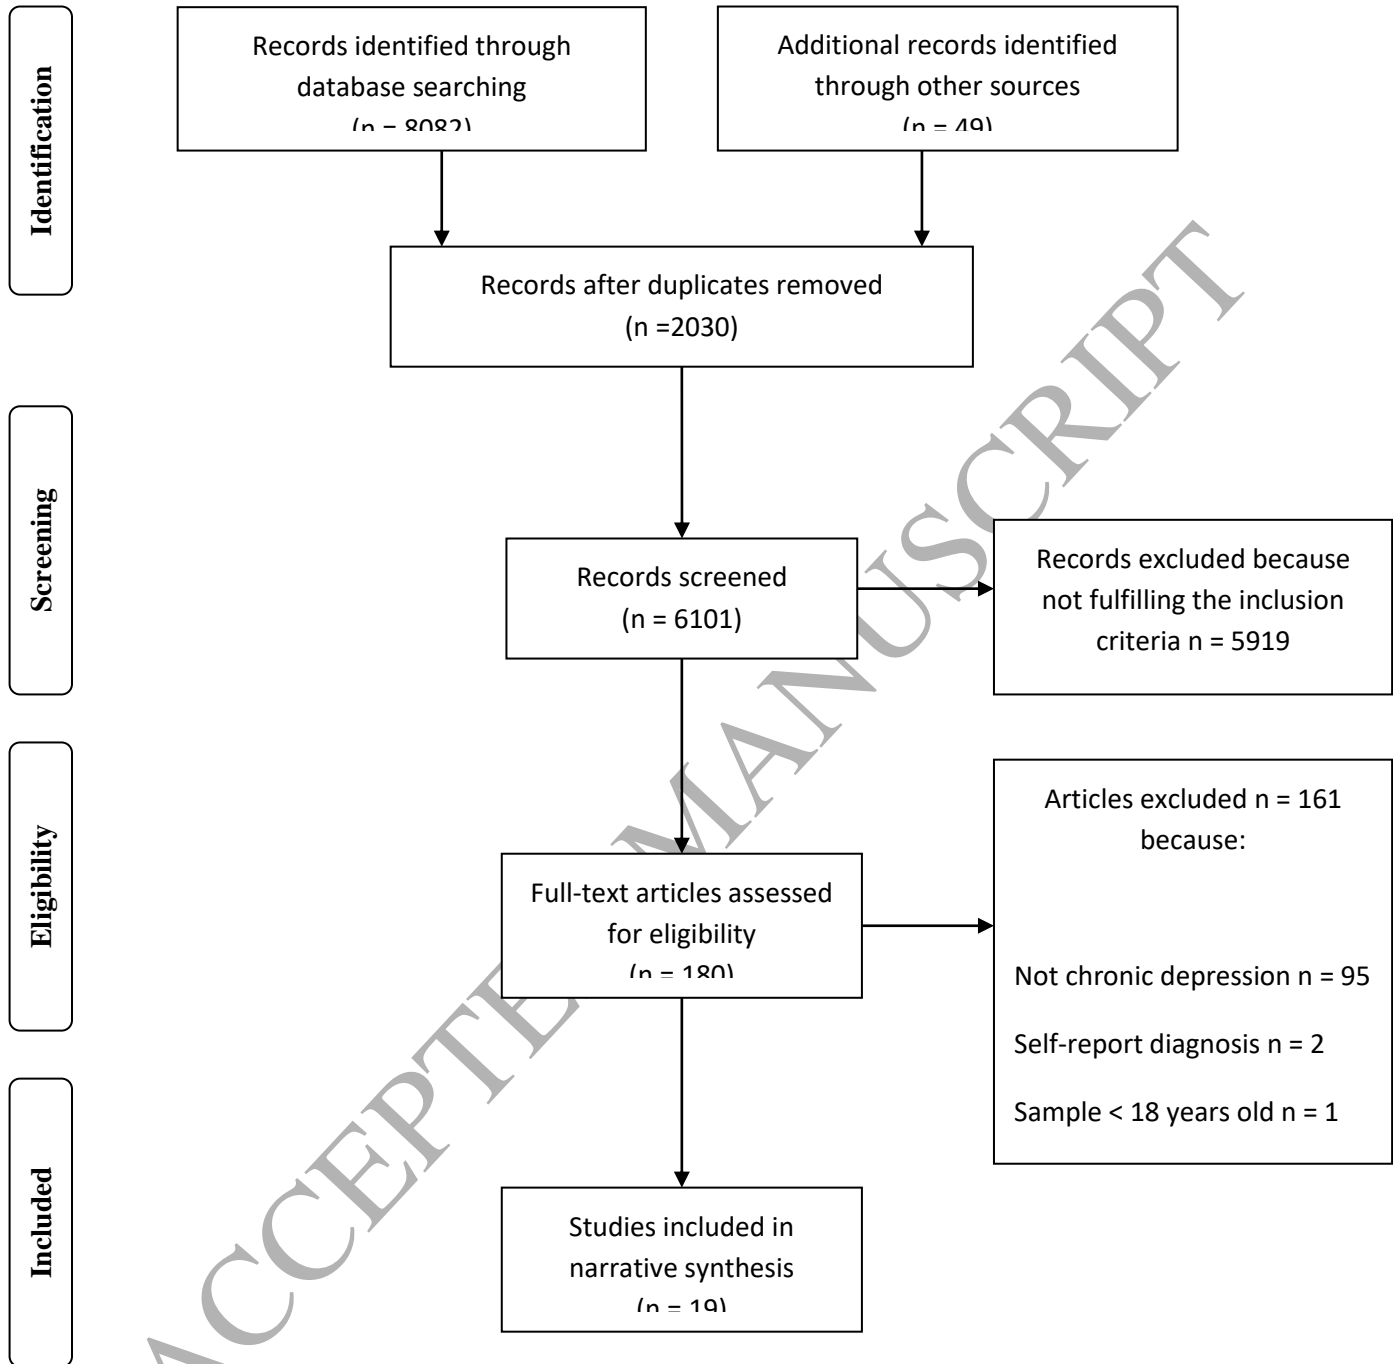 Identification
Records identified through
database searching
(n = 8082)
Additional records identified
through other sources
(n = 49)
Records after duplicates removed
(n =2030)
Screening
Records screened
(n = 6101)
Records excluded because
not fulfilling the inclusion
criteria n = 5919
Eligibility
Full-text articles assessed
for eligibility
(n = 180)
Articles excluded n = 161
because:
Not chronic depression n = 95
Self-report diagnosis n = 2
Sample < 18 years old n = 1
Included
Studies included in
narrative synthesis
(n = 19)
ACCEPTE MANUSCRIPT